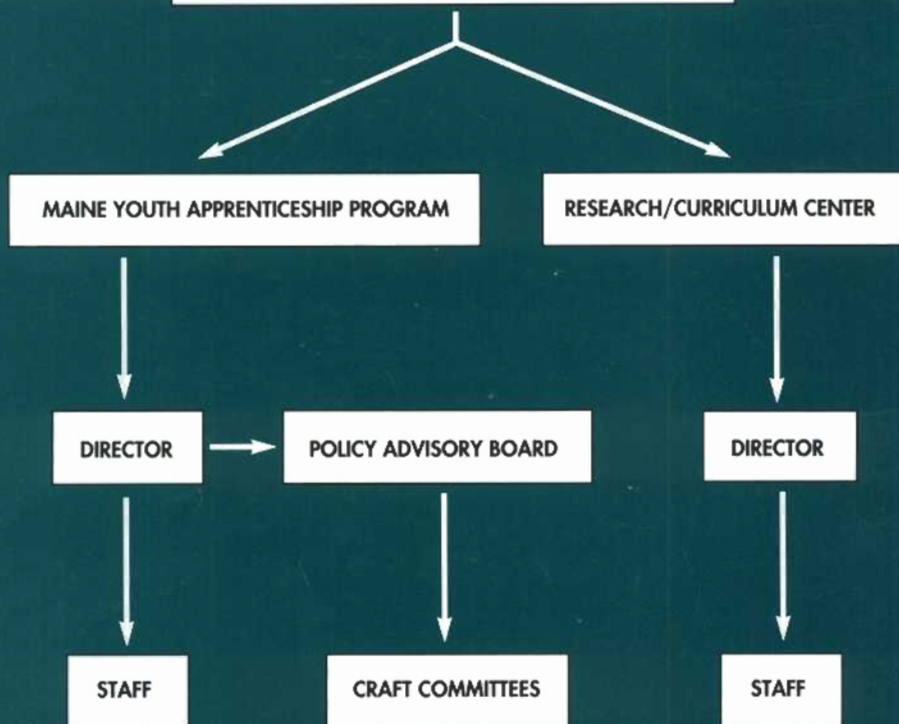 MAINE YOUTH APPRENTICESHIP PROGRAM
RESEARCH/CURRICULUM CENTER
DIRECTOR
POLICY ADVISORY BOARD
DIRECTOR
STAFF
CRAFT COMMITTEES
STAFF